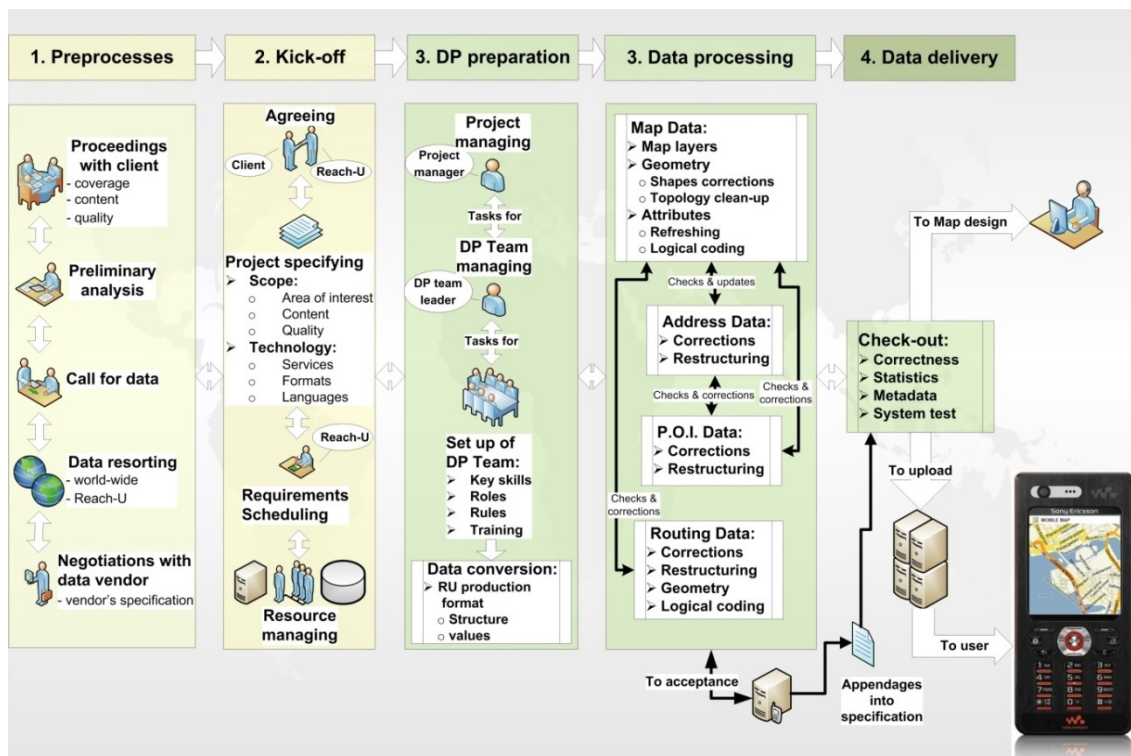 1. Preprocesses
2. Kick-off
3. DP preparation
3. Data processing
4. Data delivery
Proceedings
with client
- coverage
- content
- quality
Preliminary
analysis
Call for data
Data resorting
- world-wide
- Reach-U
Negotiations with
data vendor
- vendor's specification
Agreeing
Client
Reach-U
Project specifying
Scope:
Area of interest
Content
Quality
Technology:
Services
Formats
Languages
Reach-U
Requirements
Scheduling
Resource
managing
Project
managing
Project
manager
Tasks for
DP Team
managing
DP team
leader
Tasks for
Set up of
DP Team:
Key skills
Roles
Rules
Training
Data conversion:
RU production
format
Structure
values
Map Data:
Map layers
Geometry
Shapes corrections
Topology clean-up
Attributes
Refreshing
Logical coding
Checks & updates
Address Data:
Corrections
Restructuring
Checks & corrections
Checks &
corrections
P.O.I. Data:
Corrections
Restructuring
Checks &
corrections
Routing Data:
Corrections
Restructuring
Geometry
Logical coding
To acceptance
Appendages
into
specification
To Map design
Check-out:
Correctness
Statistics
Metadata
System test
To upload
To user
Sony Ericsson
MOBILE MAP